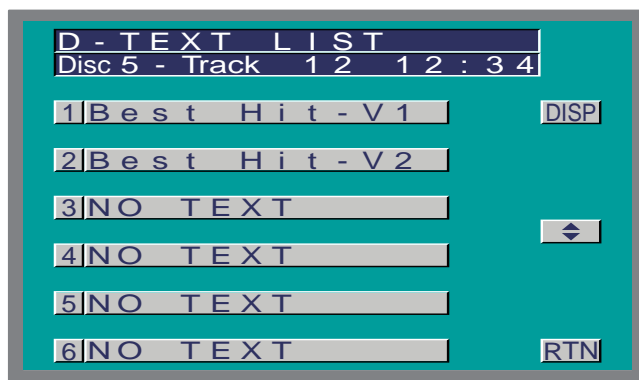 D-TEXT LIST
Disc 5 - Track 12 12:34
1 Best Hit-V1 DISP
2 Best Hit-V2
3 NO TEXT
4 NO TEXT
5 NO TEXT
6 NO TEXT RTN